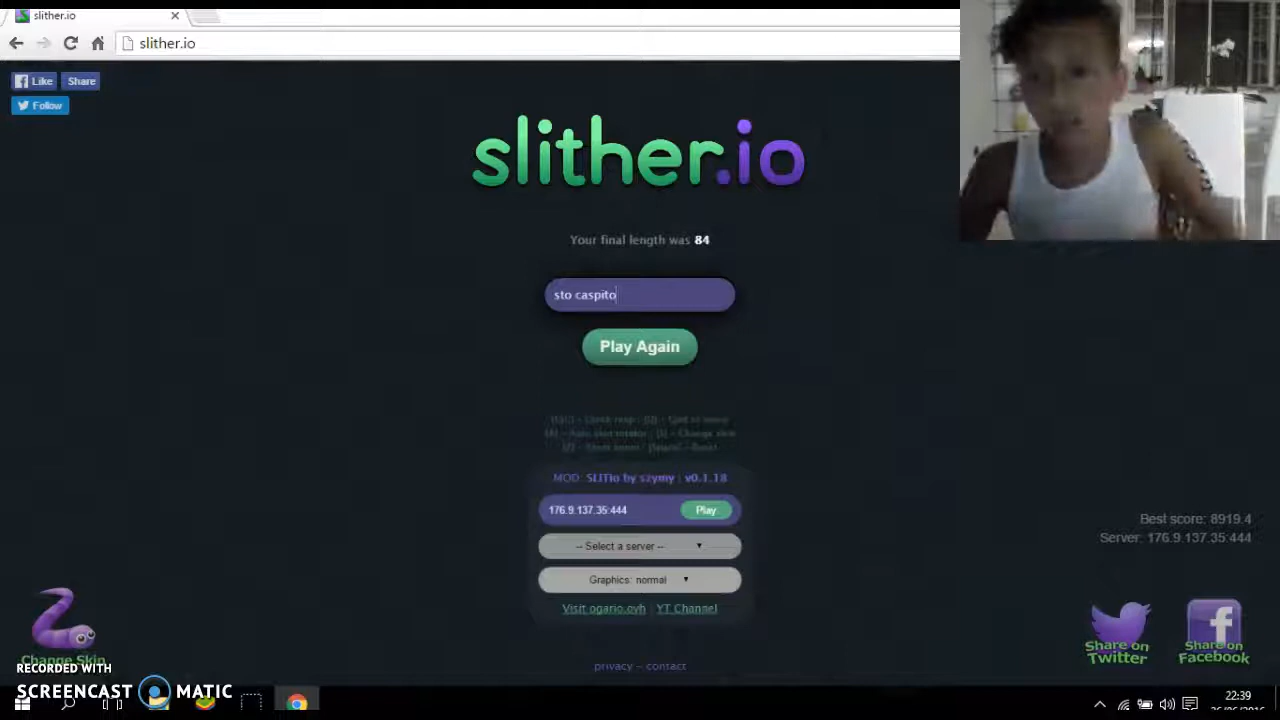 slither.io
slither.io
Like Share
Follow
slither.io
Your final length was 84
sto caspito
Play Again
MOD: SLITio by szymy | v0.1.18
176.9.137.35:444 Play
-- Select a server --
Graphics: normal
Visit ogario.ovh | YT Channel
Best score: 8919.4
Server: 176.9.137.35:444
Change Skin
Share on Twitter
Share on Facebook
privacy – contact
RECORDED WITH
SCREENCAST MATIC
22:39
26/06/2016